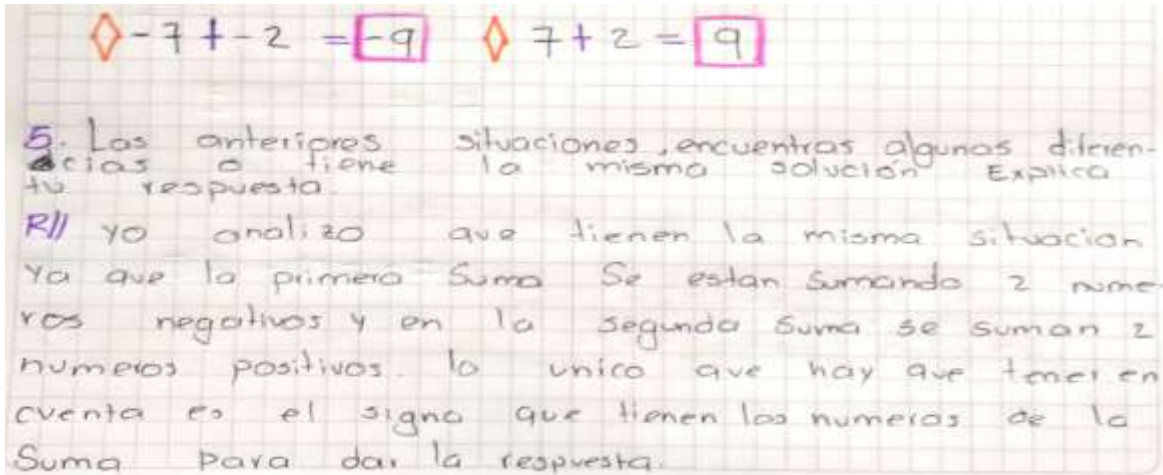 ◊ -7 + -2 = -9 ◊ 7 + 2 = 9
5. Las anteriores situaciones, encuentras algunas diferen-
cias o tiene la misma solución Explica
tu respuesta.
R// yo analizo que tienen la misma situacion
ya que la primera Suma Se estan Sumando 2 nume-
ros negativos y en la segunda suma se suman 2
numeros positivos. lo unico que hay que tener en
cuenta es el signo que tienen los numeros de la
Suma para dar la respuesta.